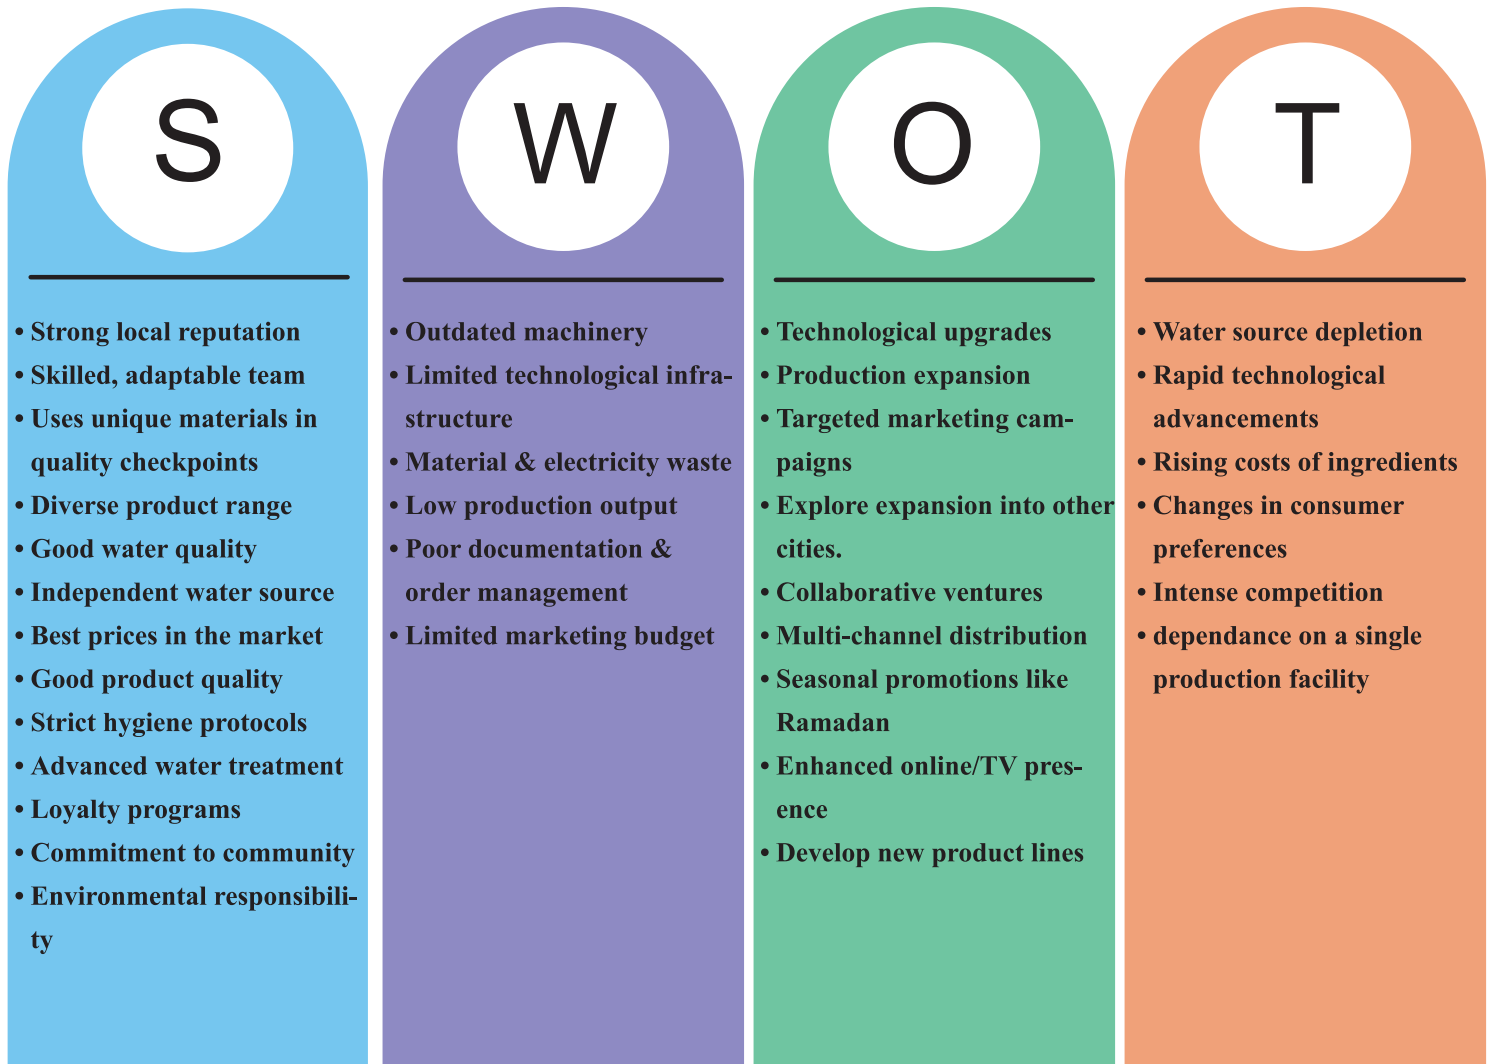 S
• Strong local reputation
• Skilled, adaptable team
• Uses unique materials in
quality checkpoints
• Diverse product range
• Good water quality
• Independent water source
• Best prices in the market
• Good product quality
• Strict hygiene protocols
• Advanced water treatment
• Loyalty programs
• Commitment to community
• Environmental responsibili-
ty
W
• Outdated machinery
• Limited technological infra-
structure
• Material & electricity waste
• Low production output
• Poor documentation &
order management
• Limited marketing budget
O
• Technological upgrades
• Production expansion
• Targeted marketing cam-
paigns
• Explore expansion into other
cities.
• Collaborative ventures
• Multi-channel distribution
• Seasonal promotions like
Ramadan
• Enhanced online/TV pres-
ence
• Develop new product lines
T
• Water source depletion
• Rapid technological
advancements
• Rising costs of ingredients
• Changes in consumer
preferences
• Intense competition
• dependance on a single
production facility